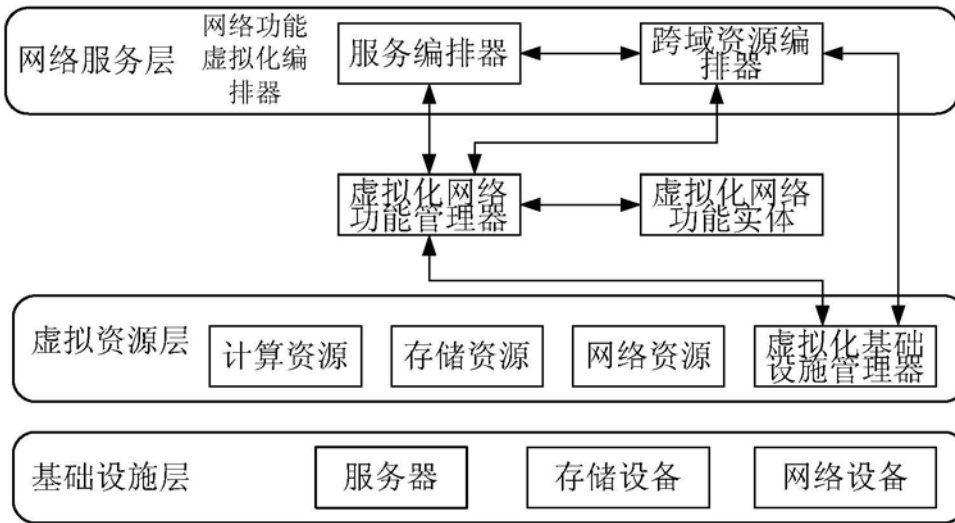 网络服务层
网络功能
虚拟化编
排器
服务编排器
跨域资源编
排器
虚拟化网络
功能管理器
虚拟化网络
功能实体
虚拟资源层
计算资源
存储资源
网络资源
虚拟化基础
设施管理器
基础设施层
服务器
存储设备
网络设备